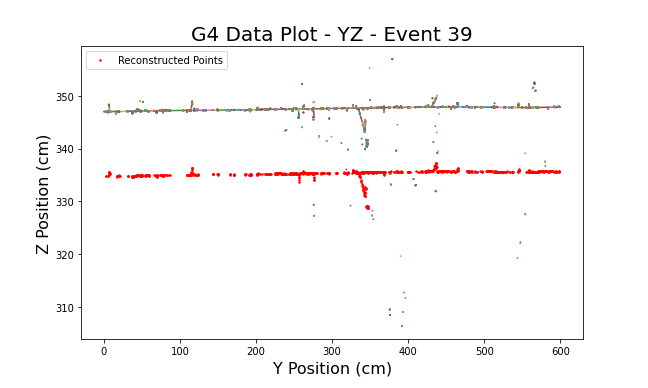 G4 Data Plot - YZ - Event 39
Reconstructed Points
350
340
330
320
310
Z Position (cm)
0 100 200 300 400 500 600
Y Position (cm)